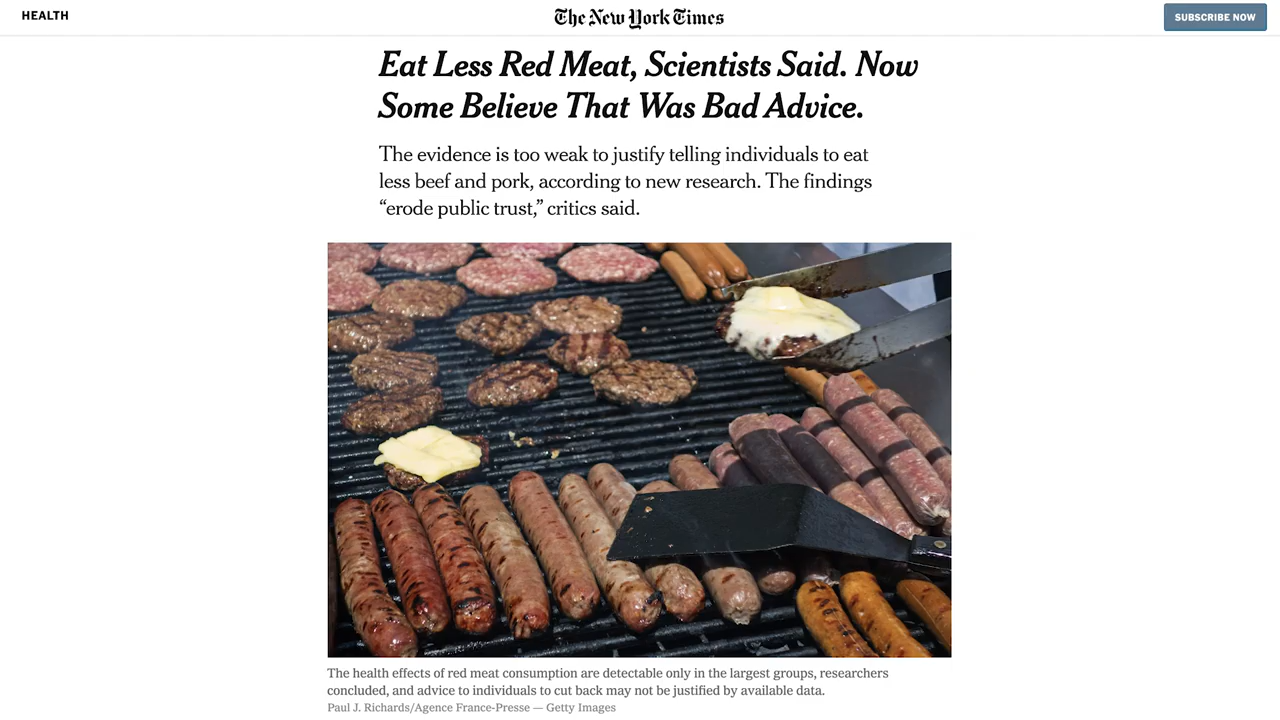 HEALTH
The New York Times
SUBSCRIBE NOW
Eat Less Red Meat, Scientists Said. Now
Some Believe That Was Bad Advice.
The evidence is too weak to justify telling individuals to eat
less beef and pork, according to new research. The findings
“erode public trust,” critics said.
The health effects of red meat consumption are detectable only in the largest groups, researchers
concluded, and advice to individuals to cut back may not be justified by available data.
Paul J. Richards/Agence France-Presse — Getty Images